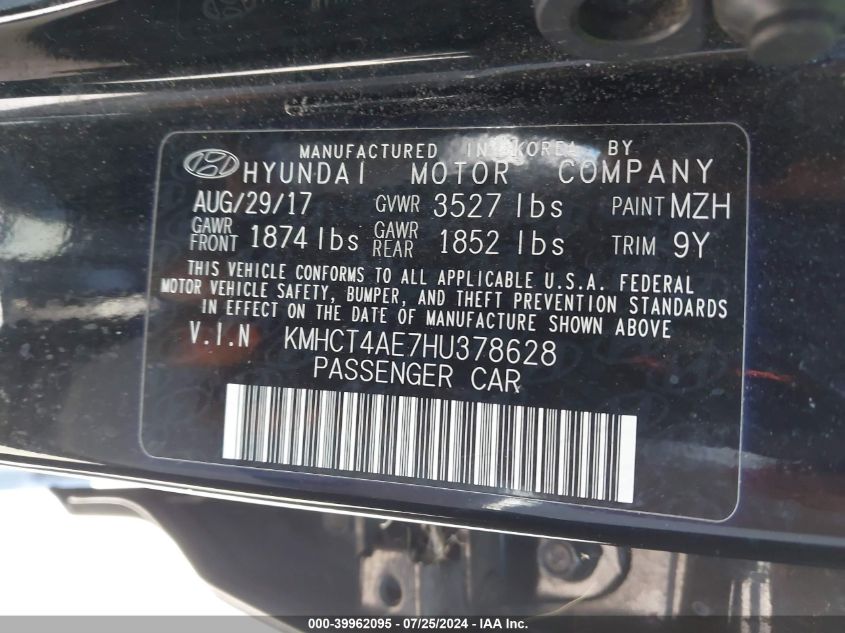 MANUFACTURED IN KOREA BY
HYUNDAI MOTOR COMPANY
AUG/29/17 GVWR 3527 lbs PAINT MZH
GAWR FRONT 1874 lbs GAWR REAR 1852 lbs TRIM 9Y
THIS VEHICLE CONFORMS TO ALL APPLICABLE U.S.A. FEDERAL
MOTOR VEHICLE SAFETY, BUMPER, AND THEFT PREVENTION STANDARDS
IN EFFECT ON THE DATE OF MANUFACTURE SHOWN ABOVE
V.I.N KMHCT4AE7HU378628
PASSENGER CAR
000-39962095 - 07/25/2024 - IAA Inc.